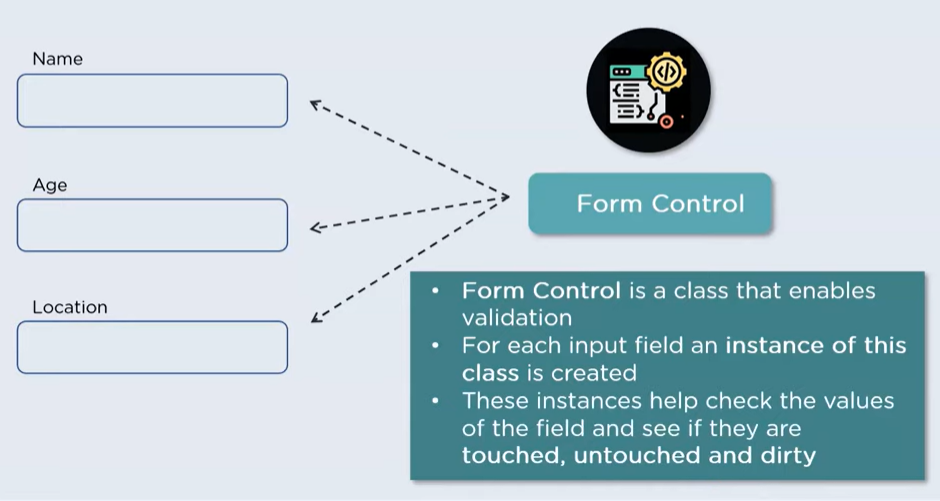 Name
Age
Location
Form Control
• Form Control is a class that enables
validation
• For each input field an instance of this
class is created
• These instances help check the values
of the field and see if they are
touched, untouched and dirty